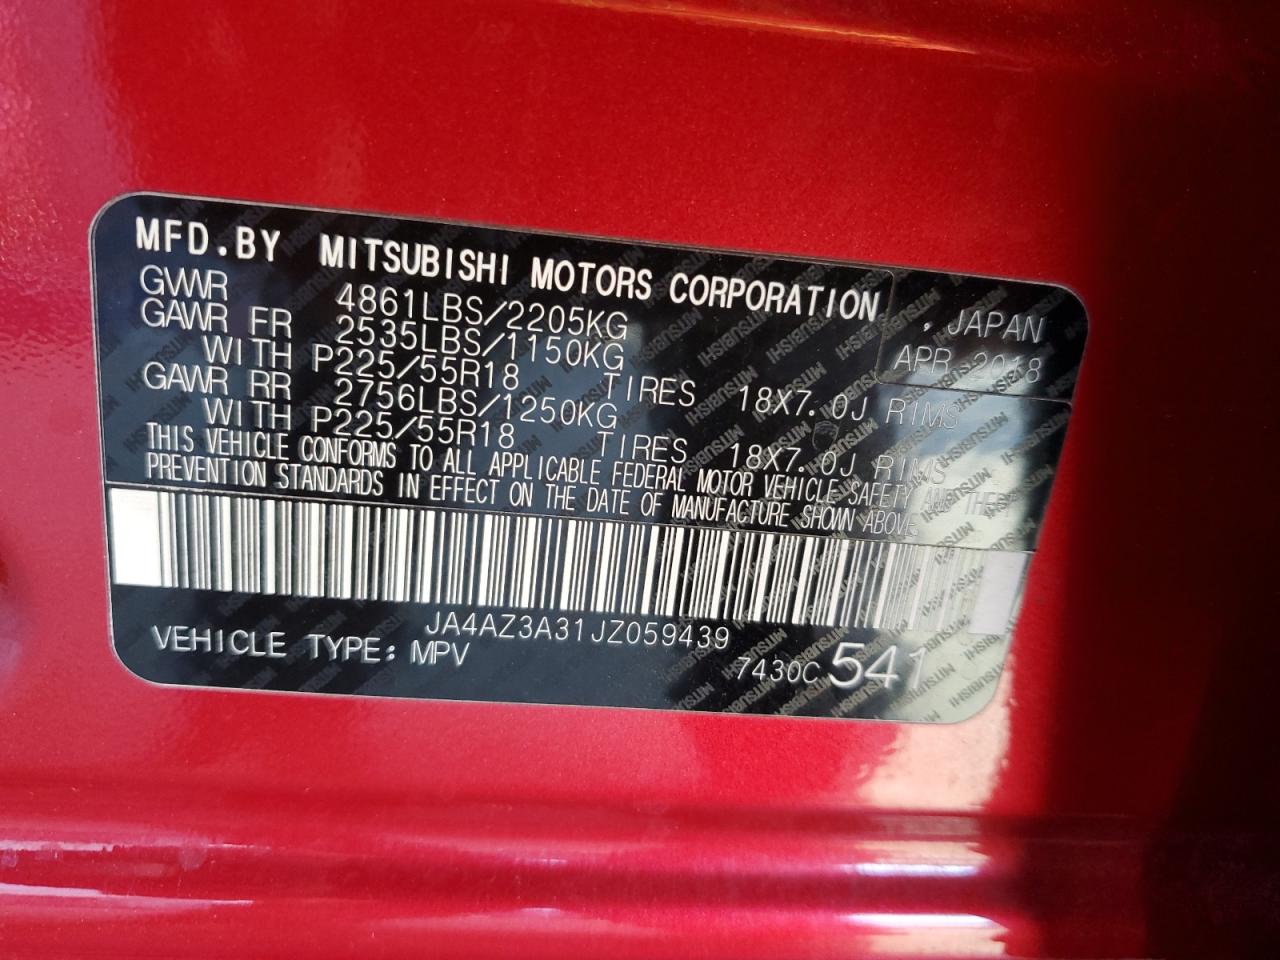 MFD.BY MITSUBISHI MOTORS CORPORATION , JAPAN
GVWR 4861LBS/2205KG APR 2018
GAWR FR 2535LBS/1150KG
WITH P225/55R18 TIRES 18X7.0J RIMS
GAWR RR 2756LBS/1250KG
WITH P225/55R18 TIRES 18X7.0J RIMS
THIS VEHICLE CONFORMS TO ALL APPLICABLE FEDERAL MOTOR VEHICLE SAFETY AND THEFT
PREVENTION STANDARDS IN EFFECT ON THE DATE OF MANUFACTURE SHOWN ABOVE.
JA4AZ3A31JZ059439
VEHICLE TYPE: MPV 7430C 541